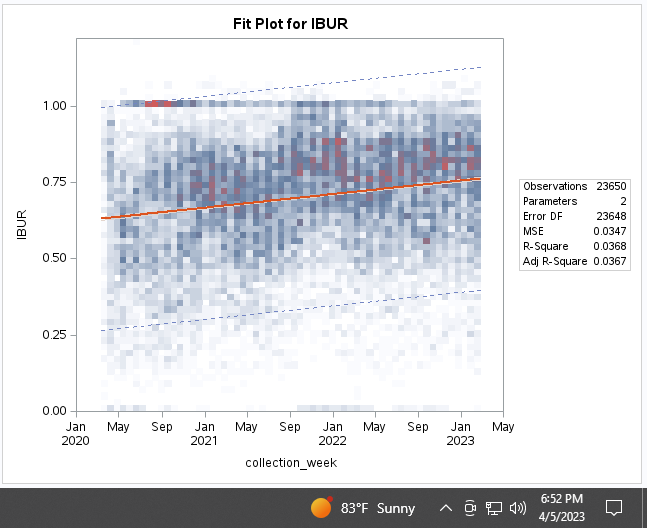 Fit Plot for IBUR
1.00
0.75
0.50
0.25
0.00
IBUR
Jan May Sep Jan May Sep Jan May Sep Jan May
2020 2021 2022 2023
collection_week
Observations 23650
Parameters 2
Error DF 23648
MSE 0.0347
R-Square 0.0368
Adj R-Square 0.0367
83°F Sunny
6:52 PM
4/5/2023